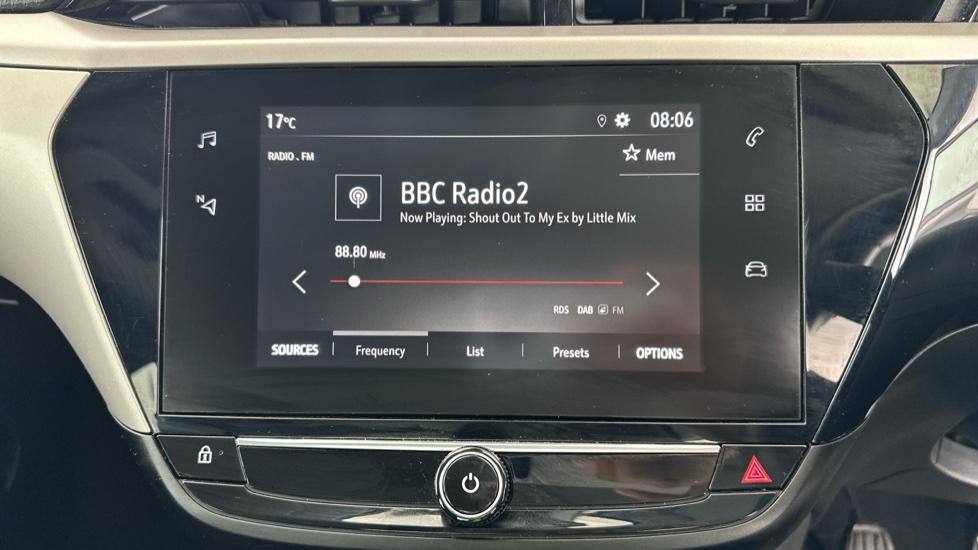 17°C
08:06
RADIO . FM
Mem
BBC Radio2
Now Playing: Shout Out To My Ex by Little Mix
N
88.80 MHz
RDS DAB FM
SOURCES Frequency List Presets OPTIONS